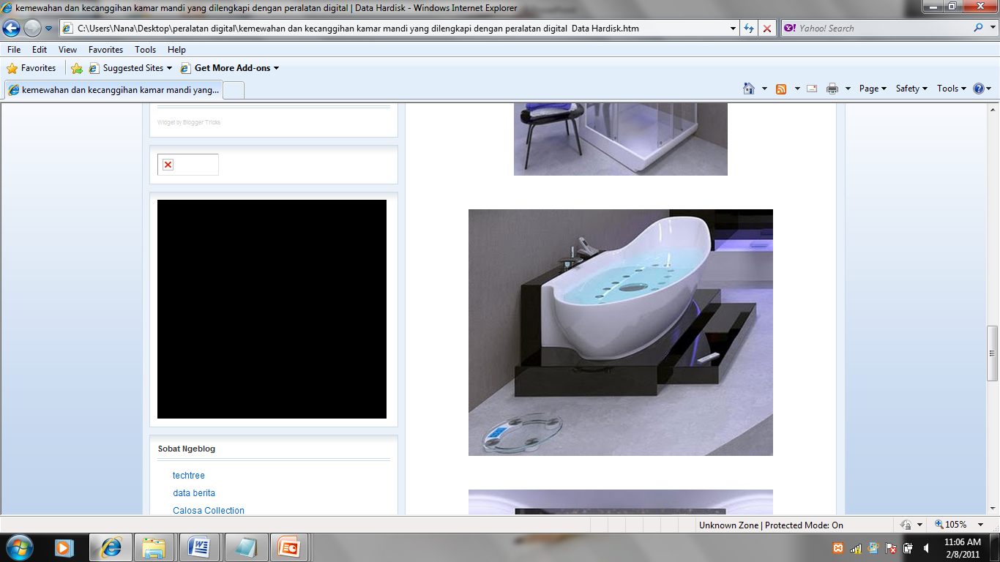 kemewahan dan kecanggihan kamar mandi yang dilengkapi dengan peralatan digital | Data Hardisk - Windows Internet Explorer
C:\Users\Nana\Desktop\peralatan digital\kemewahan dan kecanggihan kamar mandi yang dilengkapi dengan peralatan digital  Data Hardisk.htm
Yahoo! Search
File Edit View Favorites Tools Help
Favorites Suggested Sites Get More Add-ons
kemewahan dan kecanggihan kamar mandi yang...
Page Safety Tools
Widget by Blogger Tricks
Sobat Ngeblog
techtree
data berita
Calosa Collection
Unknown Zone | Protected Mode: On
105%
11:06 AM
2/8/2011